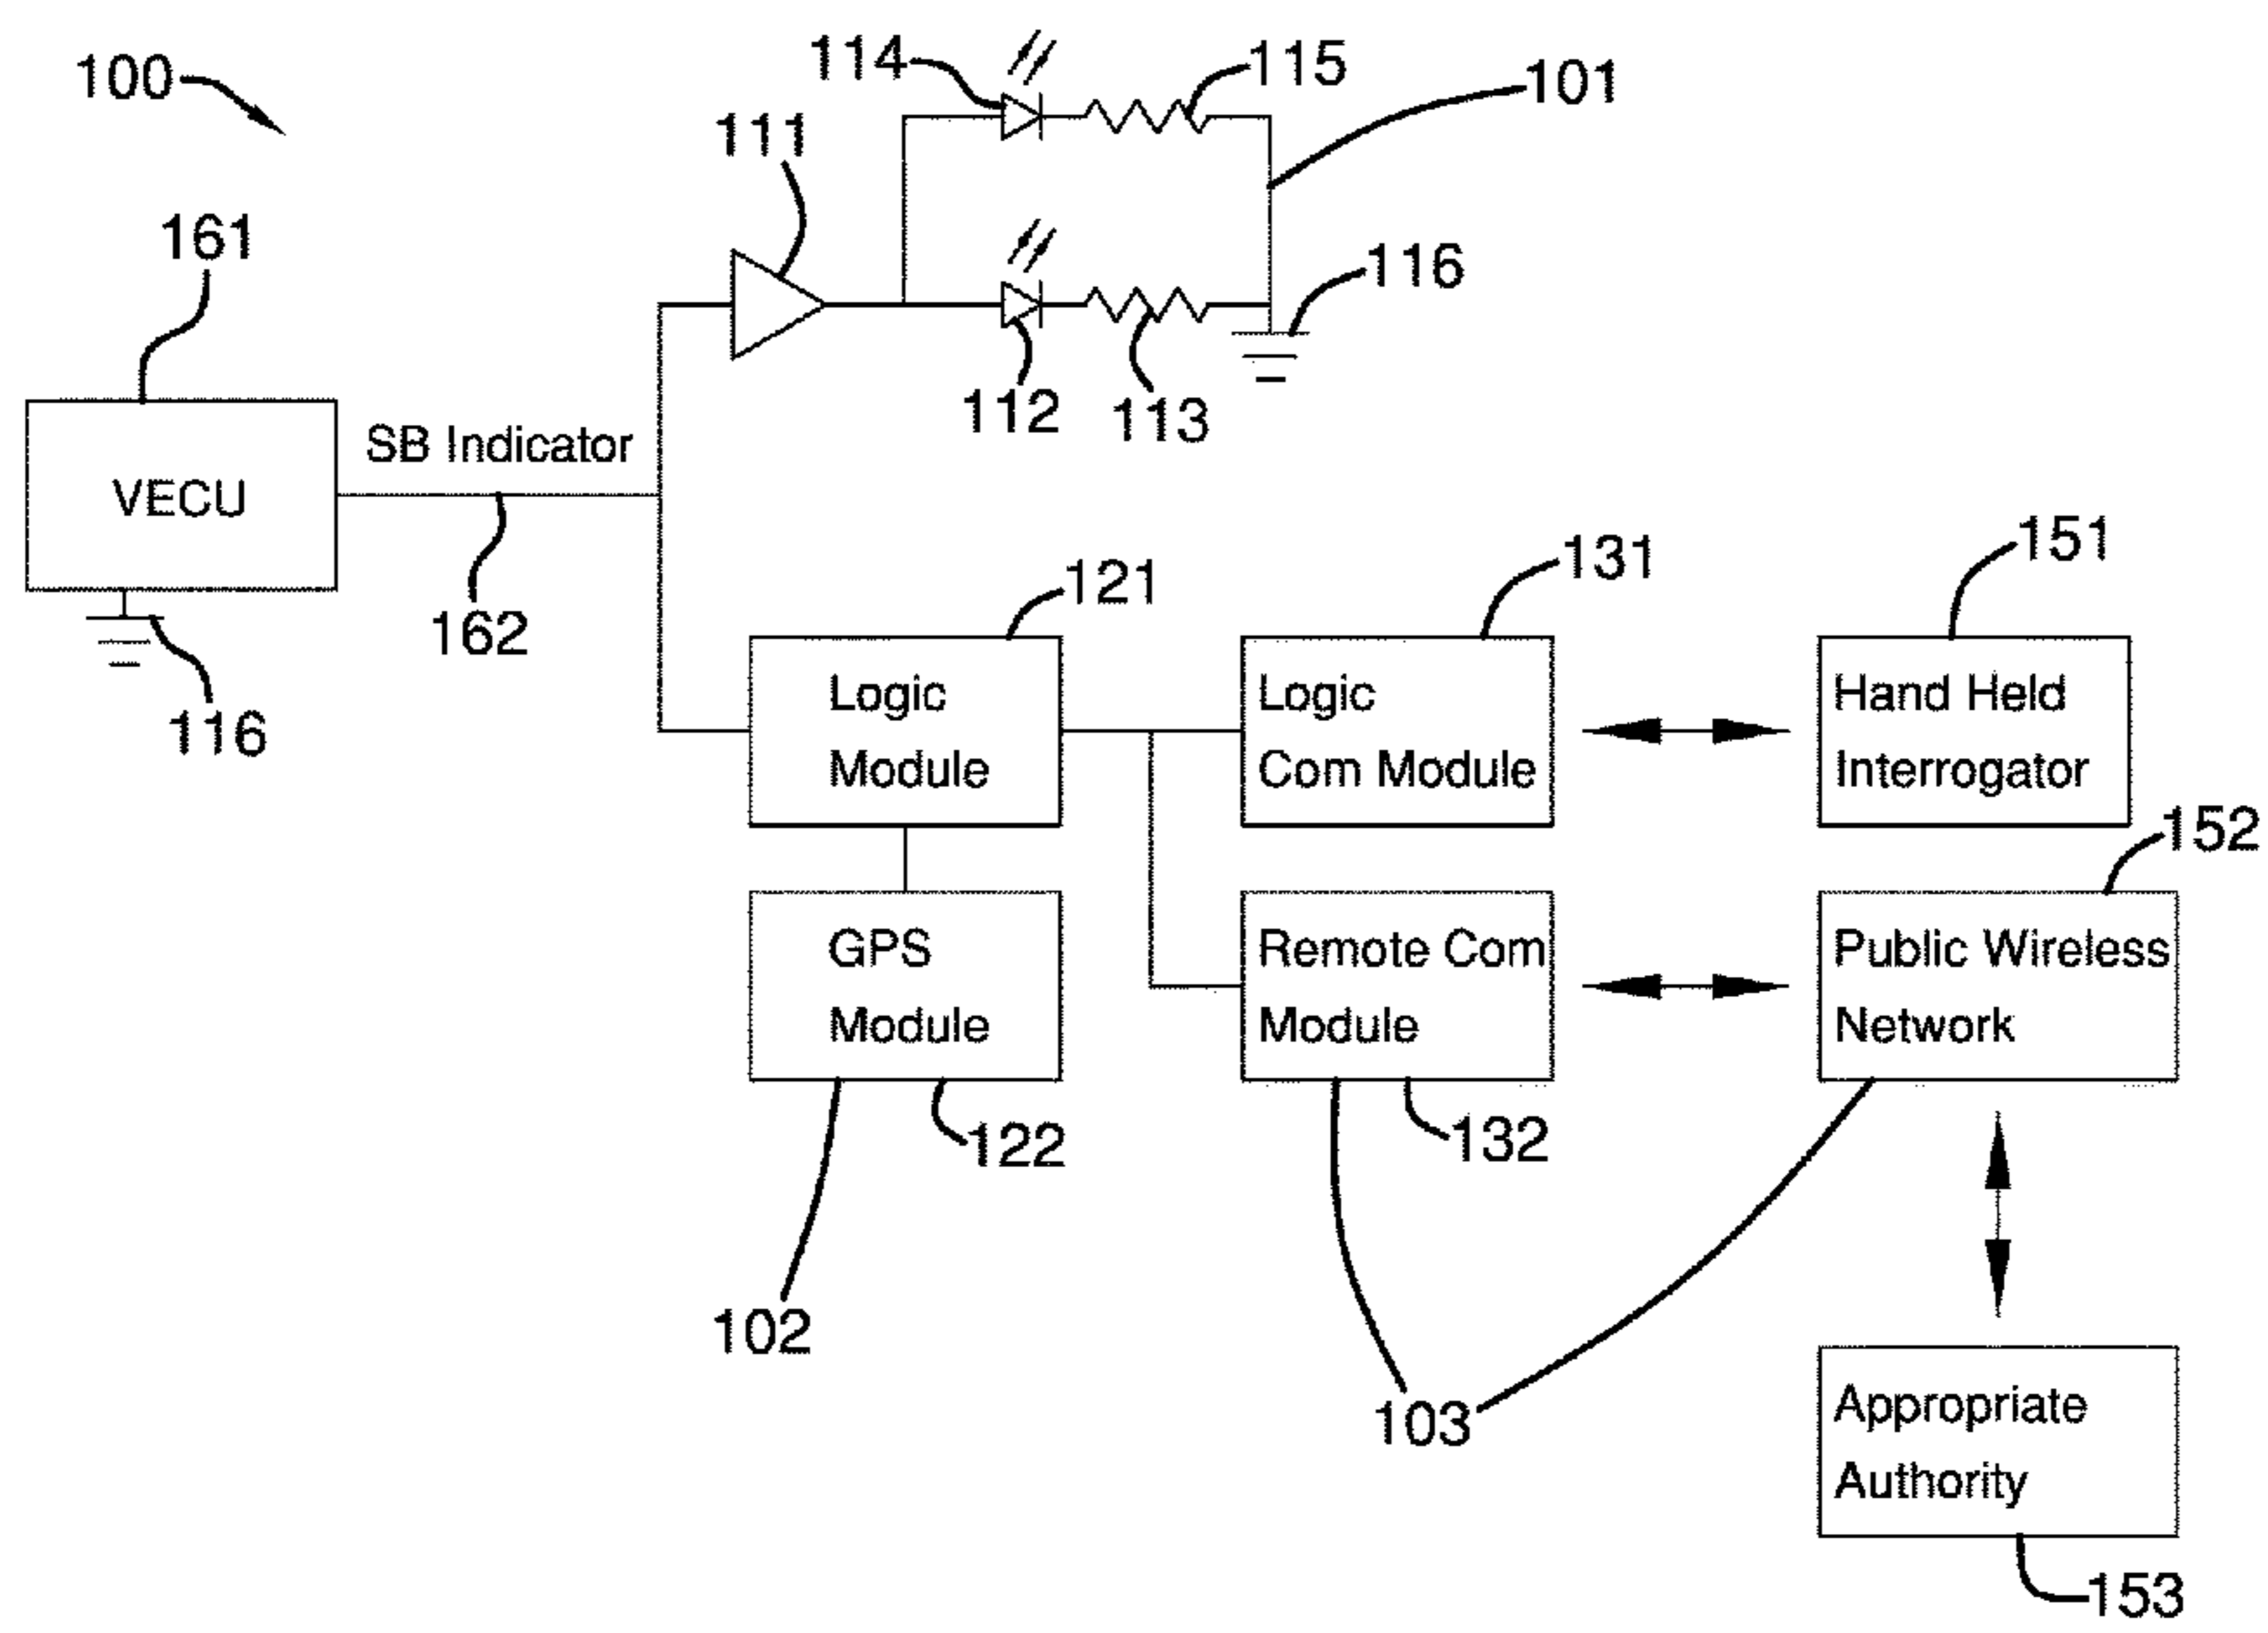 100
114
115
101
111
161
116
112
113
SB Indicator
VECU
162
116
121
131
151
Logic
Module
Logic
Com Module
Hand Held
Interrogator
152
GPS
Module
Remote Com
Module
Public Wireless
Network
122
132
102
103
Appropriate
Authority
153